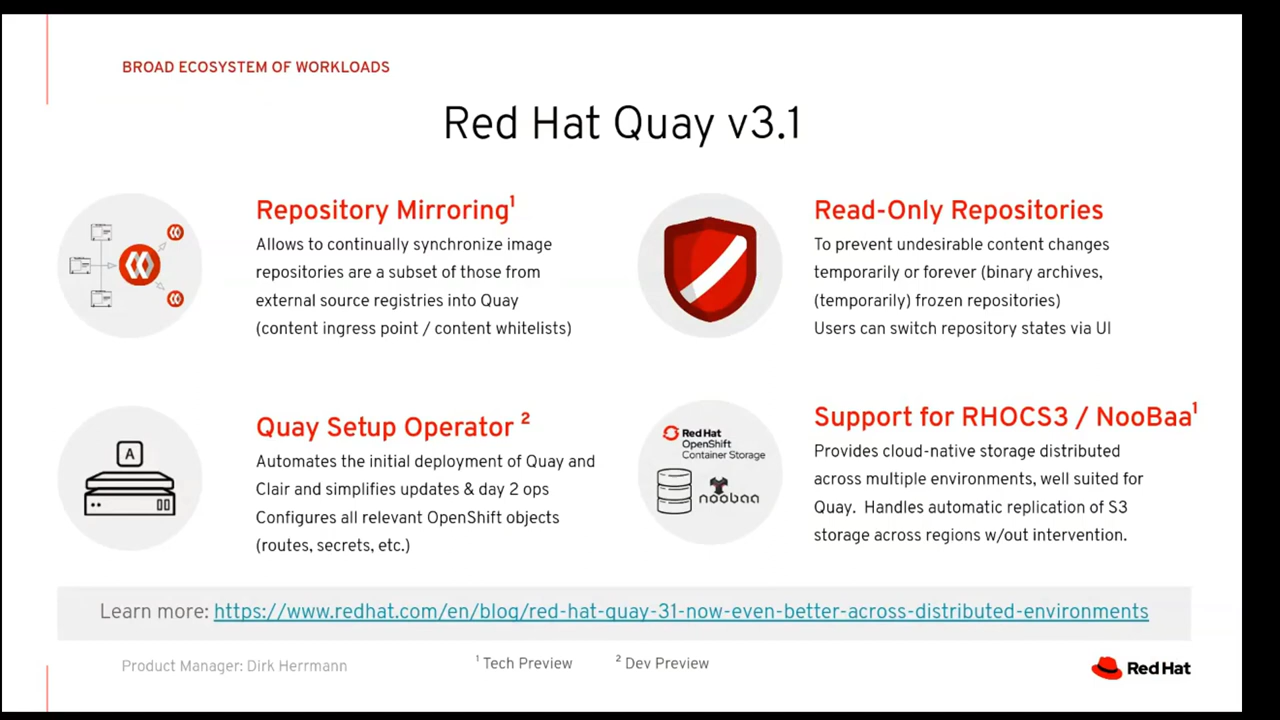 BROAD ECOSYSTEM OF WORKLOADS
Red Hat Quay v3.1
Repository Mirroring¹
Allows to continually synchronize image
repositories are a subset of those from
external source registries into Quay
(content ingress point / content whitelists)
Read-Only Repositories
To prevent undesirable content changes
temporarily or forever (binary archives,
(temporarily) frozen repositories)
Users can switch repository states via UI
A
Quay Setup Operator ²
Automates the initial deployment of Quay and
Clair and simplifies updates & day 2 ops
Configures all relevant OpenShift objects
(routes, secrets, etc.)
Red Hat
OpenShift
Container Storage
noobaa
Support for RHOCS3 / NooBaa¹
Provides cloud-native storage distributed
across multiple environments, well suited for
Quay. Handles automatic replication of S3
storage across regions w/out intervention.
Learn more: https://www.redhat.com/en/blog/red-hat-quay-31-now-even-better-across-distributed-environments
Product Manager: Dirk Herrmann
¹ Tech Preview
² Dev Preview
Red Hat